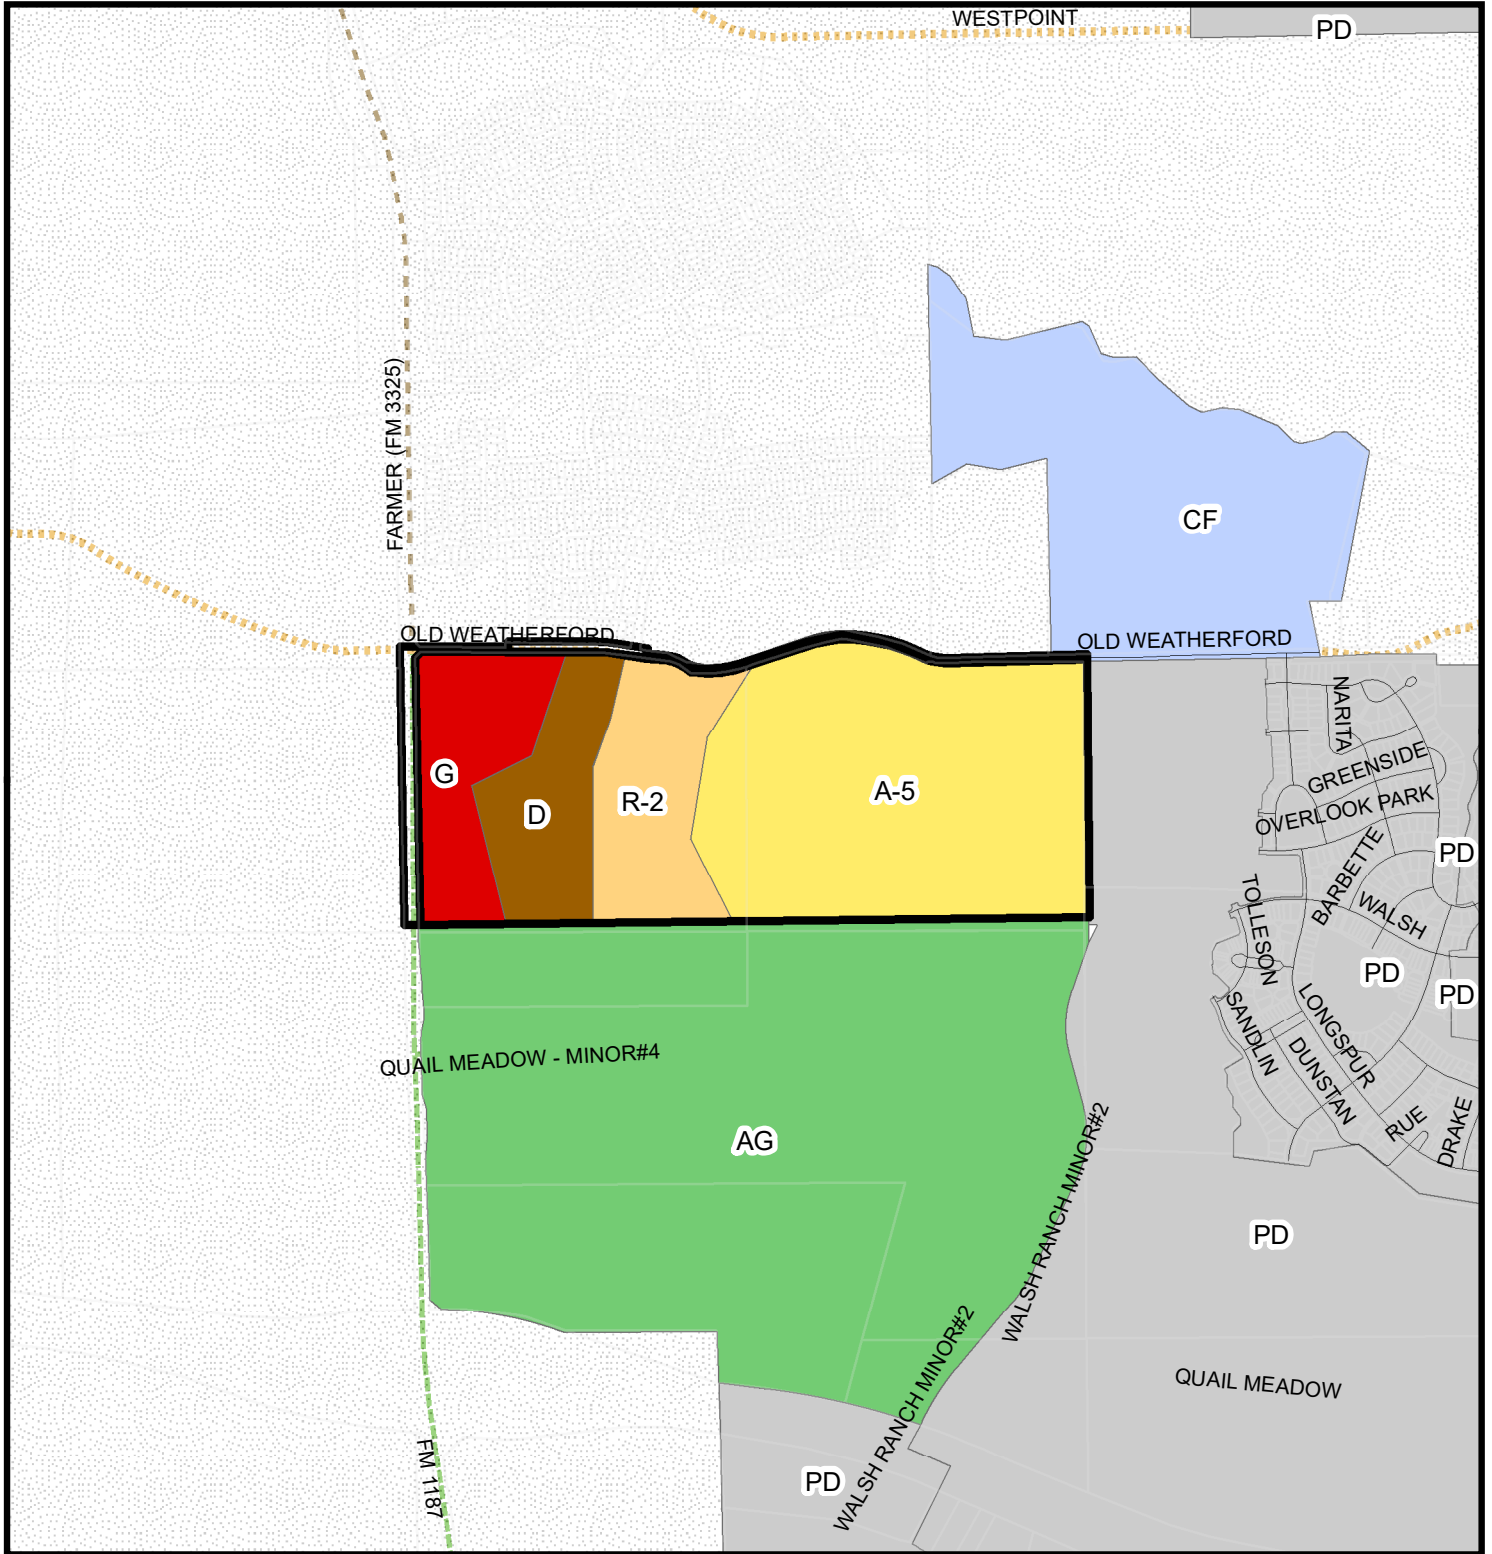 WESTPOINT
PD
FARMER (FM 3325)
CF
OLD WEATHERFORD
OLD WEATHERFORD
NARITA
GREENSIDE
G
D
R-2
A-5
OVERLOOK PARK
BARBETTE
PD
TOLLESON
WALSH
PD
PD
SANDLIN
LONGSPUR
DUNSTAN
QUAIL MEADOW - MINOR#4
RUE
DRAKE
AG
WALSH RANCH MINOR#2
PD
WALSH RANCH MINOR#2
QUAIL MEADOW
FM 1187
PD